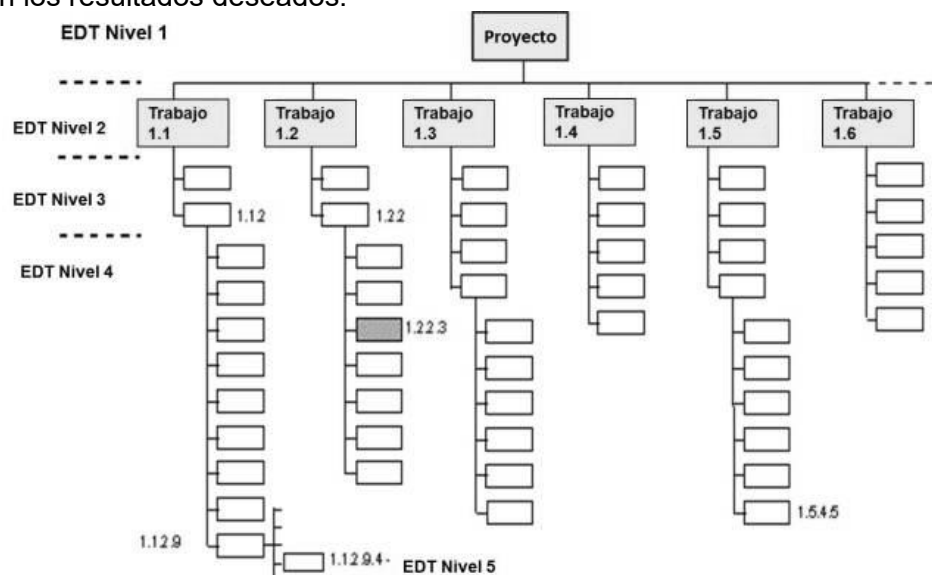 n los resultados deseados.
EDT Nivel 1
Proyecto
EDT Nivel 2
Trabajo
1.1
Trabajo
1.2
Trabajo
1.3
Trabajo
1.4
Trabajo
1.5
Trabajo
1.6
EDT Nivel 3
1.1 2
1.2 2
EDT Nivel 4
1.2 2.3
1.5.4.5
1.1 2.9
1.1 2.9.4 -
EDT Nivel 5